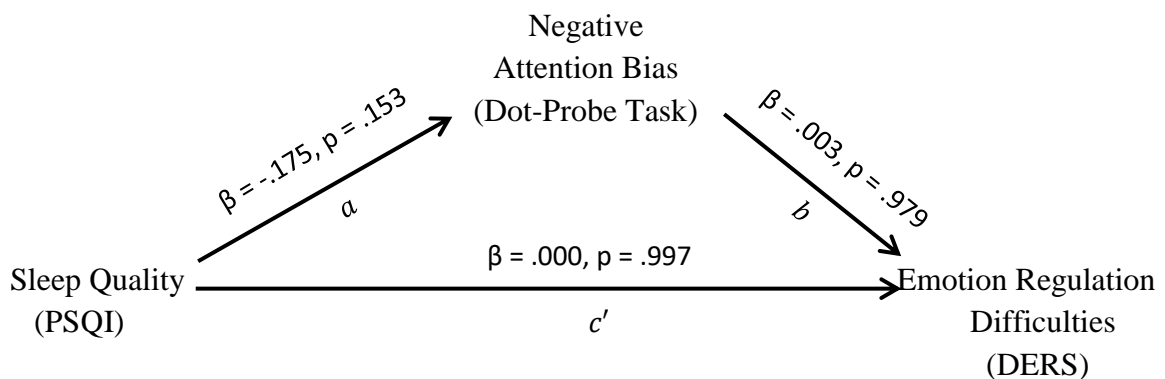 Negative
Attention Bias
(Dot-Probe Task)
β = -.175, p = .153
a
β = .003, p = .979
b
β = .000, p = .997
c′
Sleep Quality
(PSQI)
Emotion Regulation
Difficulties
(DERS)